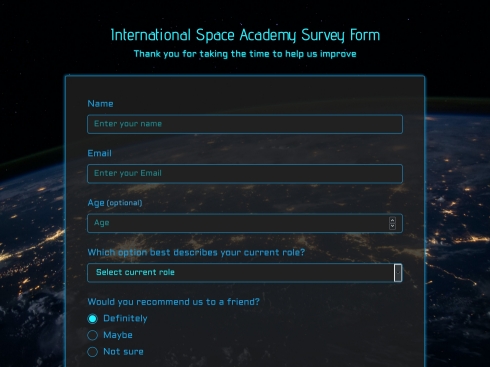 International Space Academy Survey Form
Thank you for taking the time to help us improve
Name
Enter your name
Email
Enter your Email
Age (optional)
Age
Which option best describes your current role?
Select current role
Would you recommend us to a friend?
Definitely
Maybe
Not sure